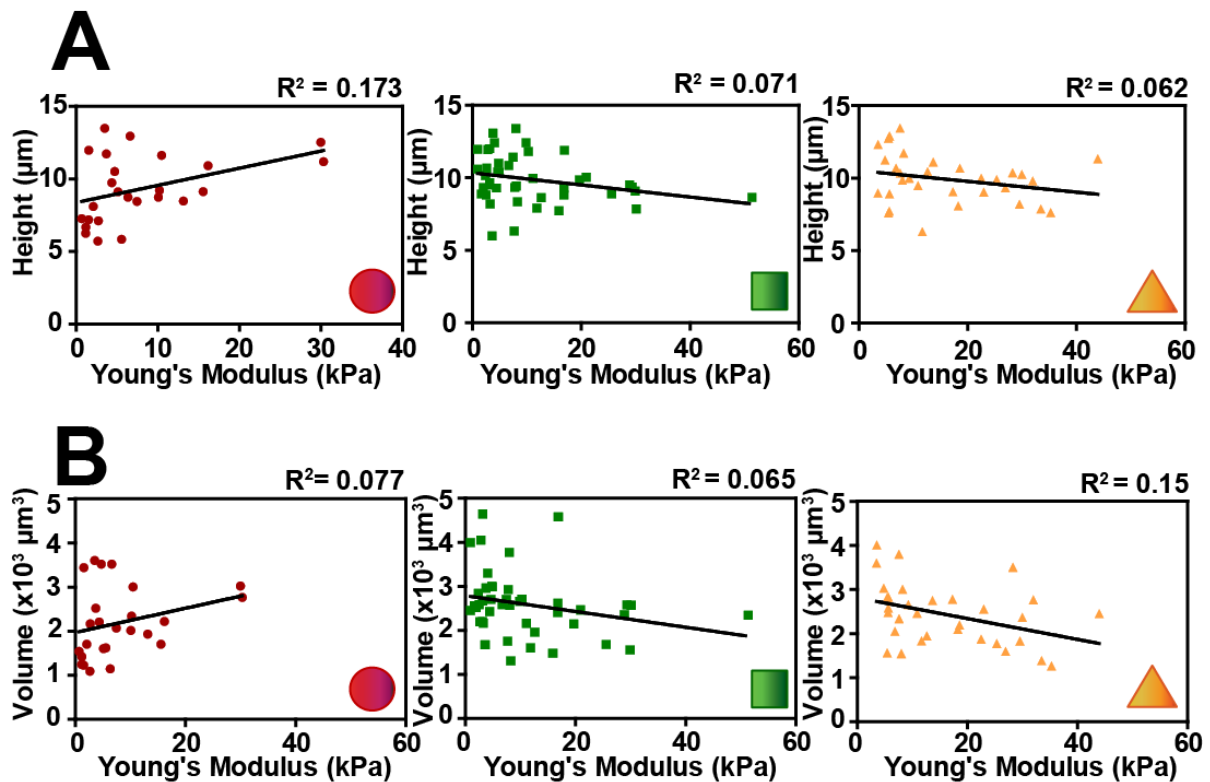 A
R² = 0.173
R² = 0.071
R² = 0.062
Height (μm)
15
10
5
0
0
10
20
30
40
Young's Modulus (kPa)
Height (μm)
15
10
5
0
0
20
40
60
Young's Modulus (kPa)
Height (μm)
15
10
5
0
0
20
40
60
Young's Modulus (kPa)
B
R²= 0.077
R² = 0.065
R² = 0.15
Volume (x10³ μm³)
5
4
3
2
1
0
0
20
40
60
Young's Modulus (kPa)
Volume (x10³ μm³)
5
4
3
2
1
0
0
20
40
60
Young's Modulus (kPa)
Volume (x10³ μm³)
5
4
3
2
1
0
0
20
40
60
Young's Modulus (kPa)